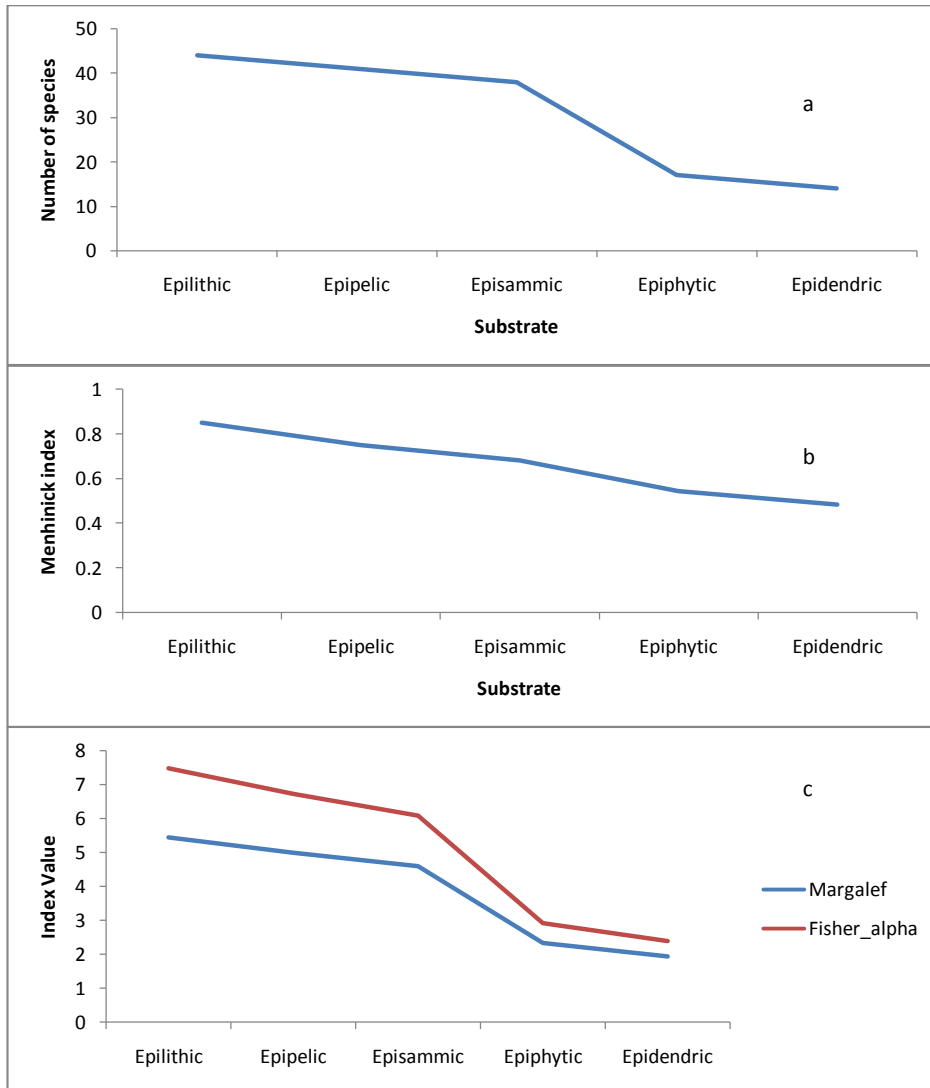 50
40
30
20
10
0
Number of species
a
Epilithic Epipelic Episammic Epiphytic Epidendric
Substrate
1
0.8
0.6
0.4
0.2
0
Menhinick index
b
Epilithic Epipelic Episammic Epiphytic Epidendric
Substrate
8
7
6
5
4
3
2
1
0
Index Value
c
Margalef
Fisher_alpha
Epilithic Epipelic Episammic Epiphytic Epidendric